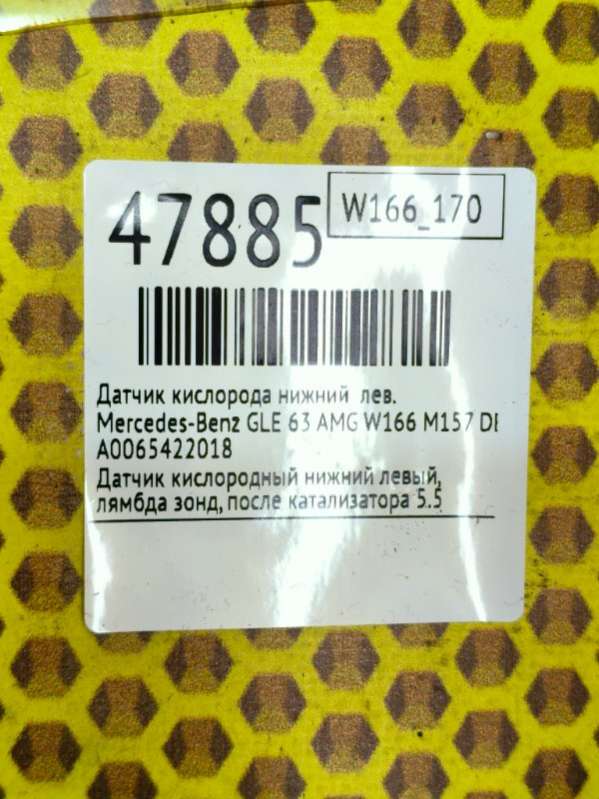 47885
W166_170
Датчик кислорода нижний лев.
Mercedes-Benz GLE 63 AMG W166 M157 DE
A0065422018
Датчик кислородный нижний левый,
лямбда зонд, после катализатора 5.5